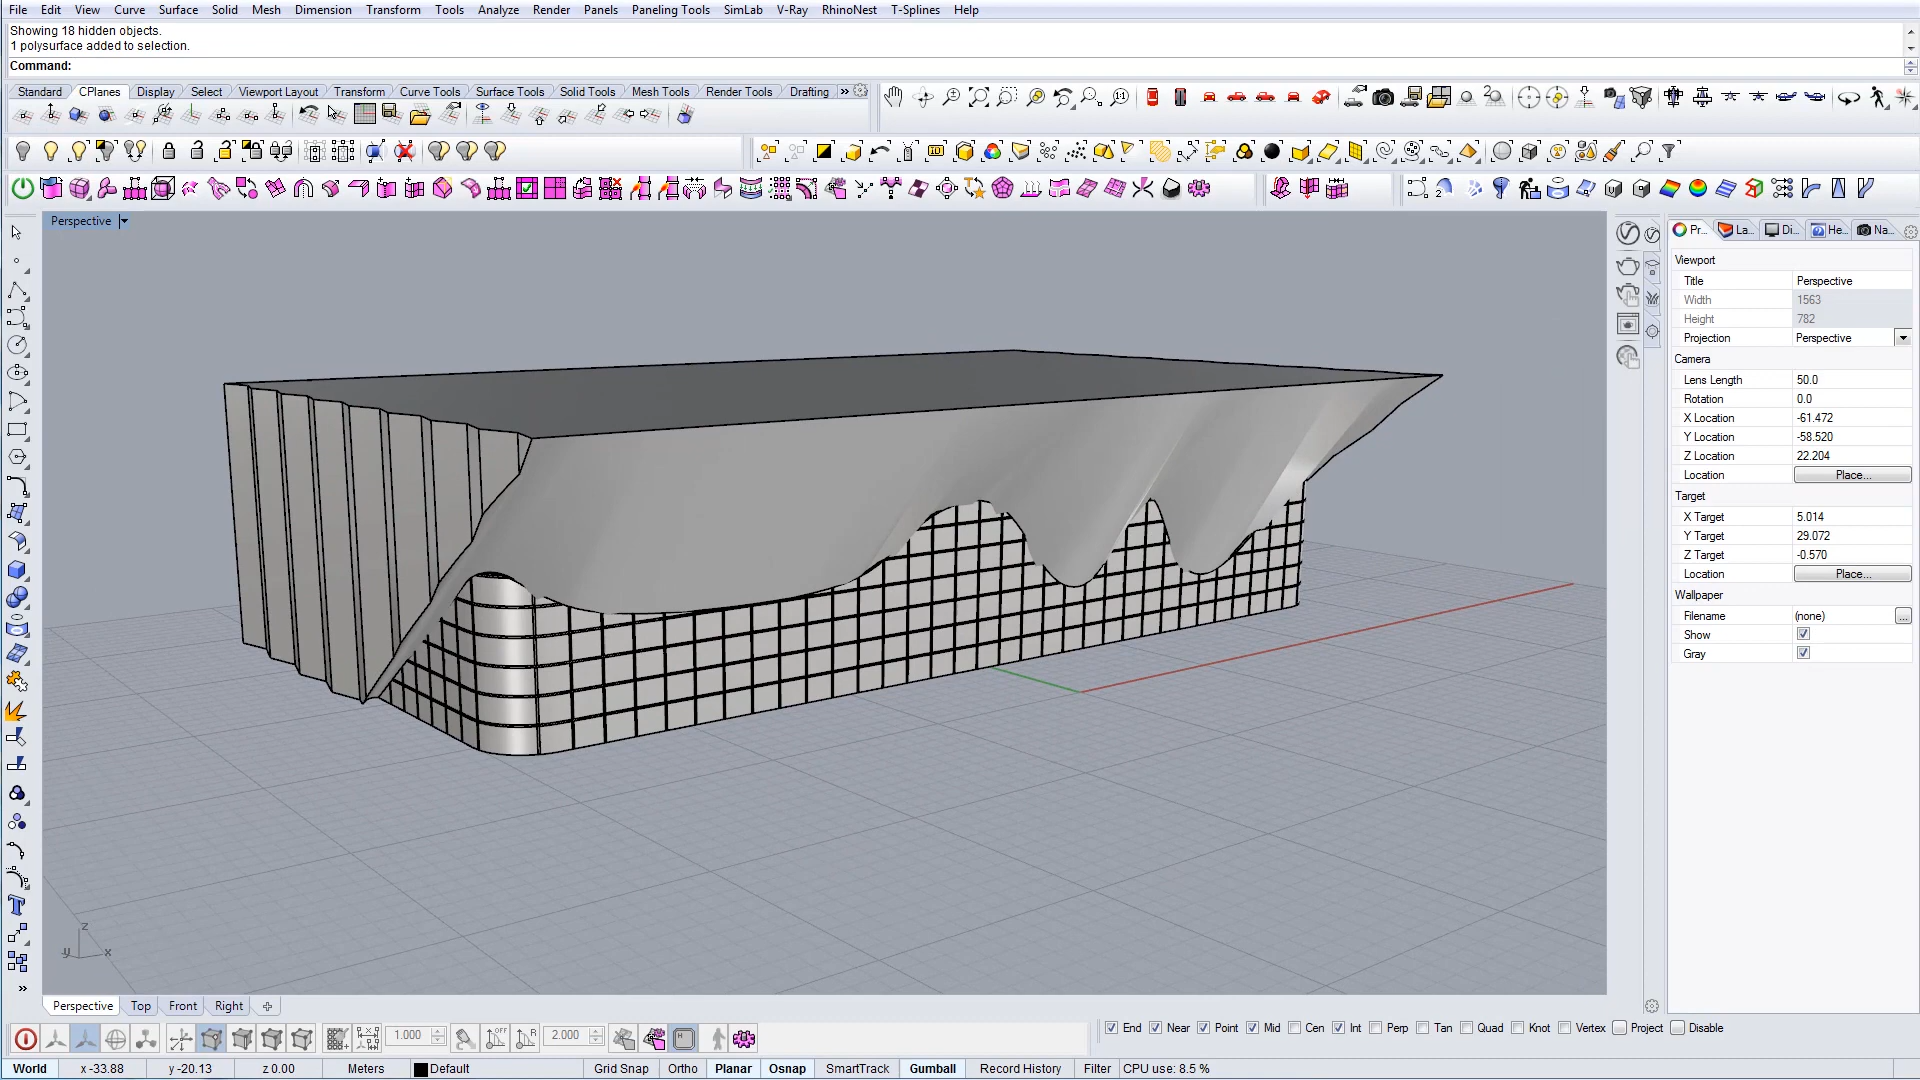 File Edit View Curve Surface Solid Mesh Dimension Transform Tools Analyze Render Panels Paneling Tools SimLab V-Ray RhinoNest T-Splines Help
Showing 18 hidden objects.
1 polysurface added to selection.
Command:
Standard CPlanes Display Select Viewport Layout Transform Curve Tools Surface Tools Solid Tools Mesh Tools Render Tools Drafting »
Perspective
Pr... La... Di... He... Na...
Viewport
Title Perspective
Width 1563
Height 782
Projection Perspective
Camera
Lens Length 50.0
Rotation 0.0
X Location -61.472
Y Location -58.520
Z Location 22.204
Location Place...
Target
X Target 5.014
Y Target 29.072
Z Target -0.570
Location Place...
Wallpaper
Filename (none) ...
Show
Gray
z
y x
»
Perspective Top Front Right
1.000 OFF R 2.000 H
End Near Point Mid Cen Int Perp Tan Quad Knot Vertex Project Disable
World x -33.88 y -20.13 z 0.00 Meters Default Grid Snap Ortho Planar Osnap SmartTrack Gumball Record History Filter CPU use: 8.5 %